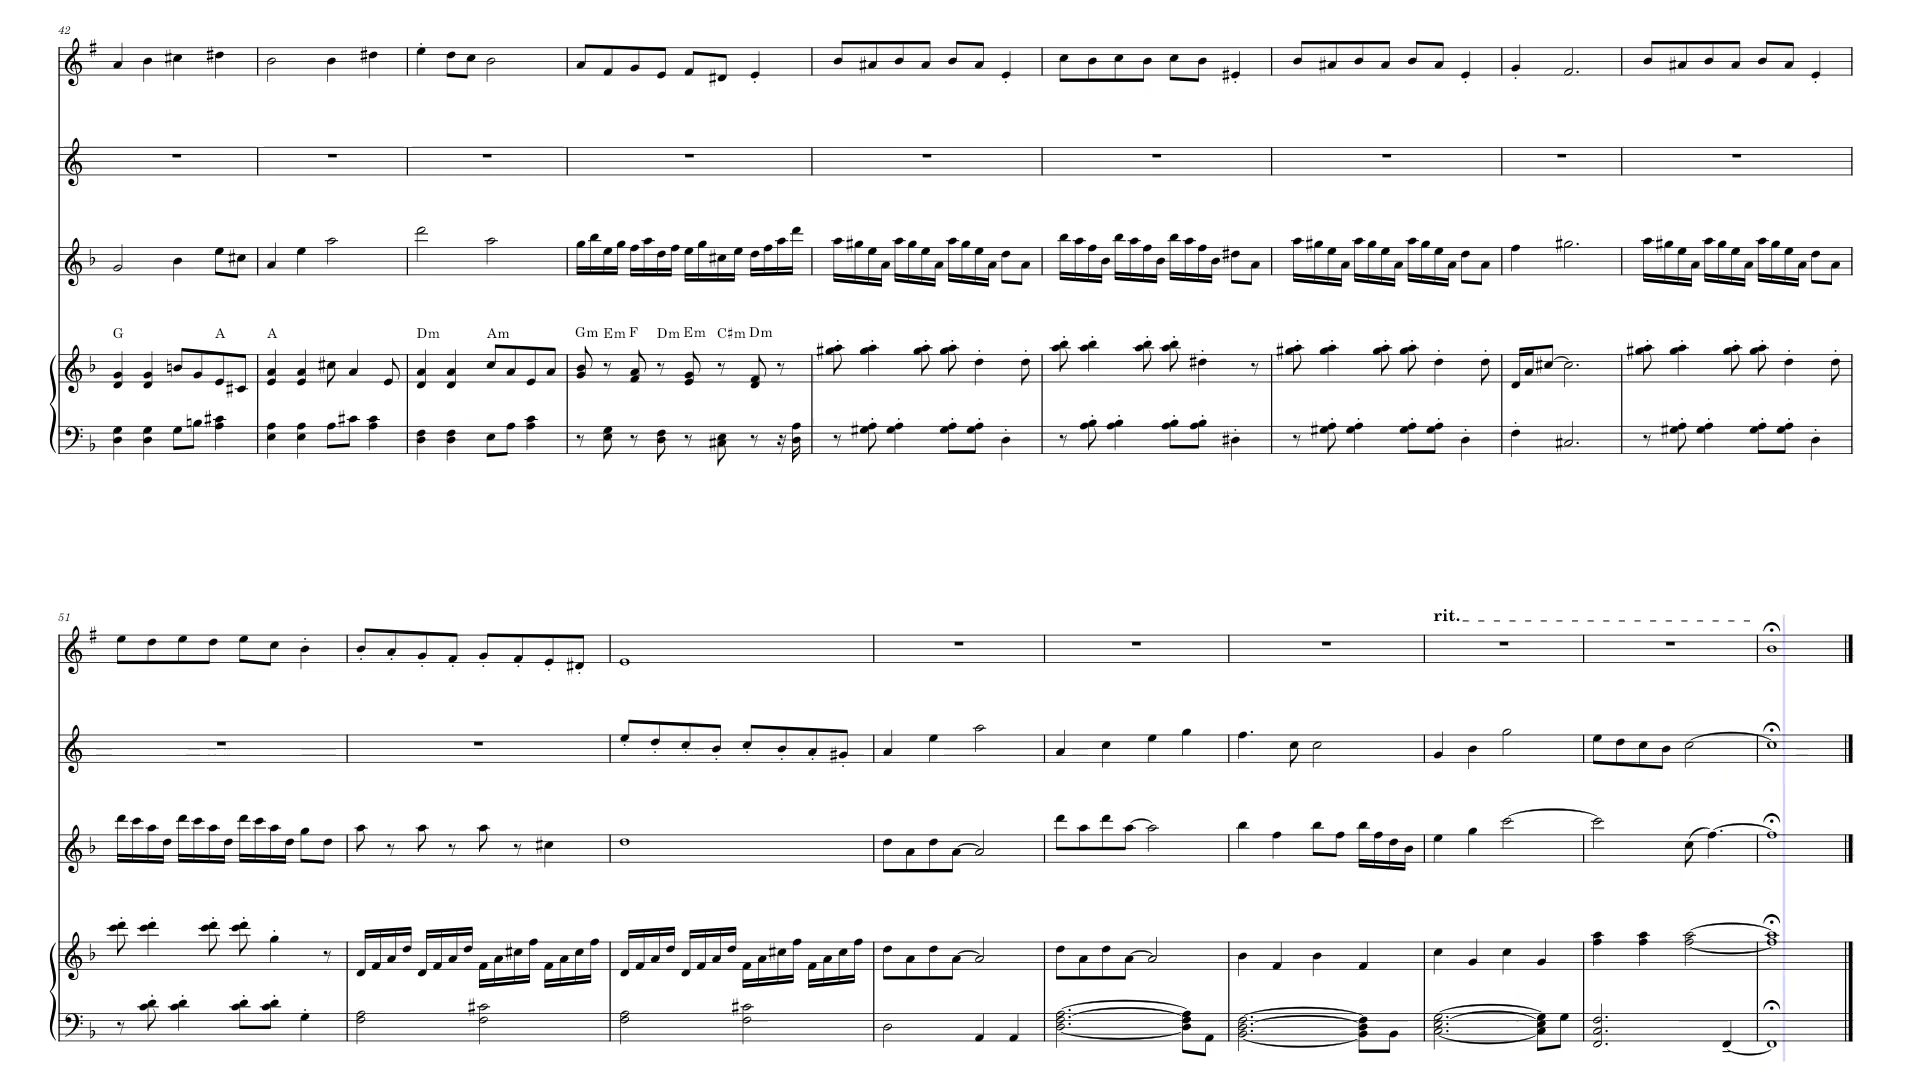 42
G A A Dm Am Gm Em F Dm Em C♯m Dm
51
rit.